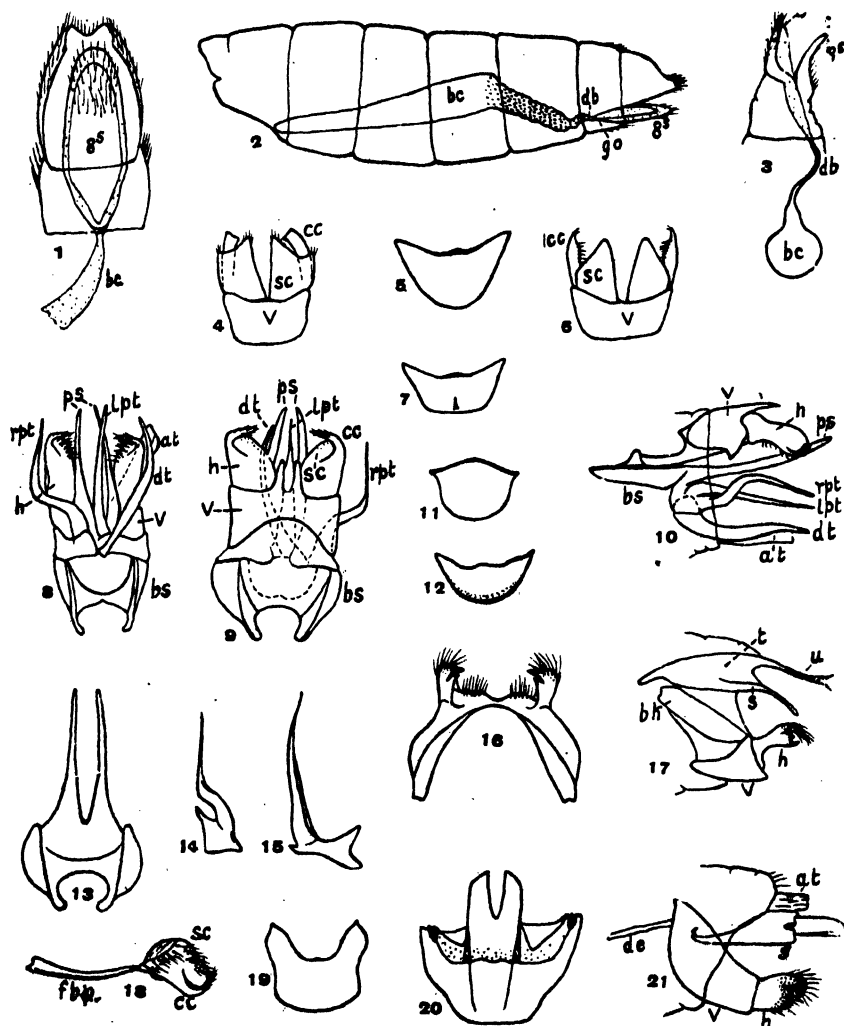 8s
1
bc
2
bc
db
go
8s
3
db
bc
4
cc
sc
V
5
cc
sc
V
6
7
rpt
ps
lpt
at
dt
h
V
8
bs
dt
ps
lpt
cc
h
sc
rpt
V
9
bs
V
h
ps
bs
rpt
lpt
dt
10
at
11
12
13
14
15
16
t
u
s
bh
h
17
V
sc
fbp.
18
cc
19
20
at
de
s
21
V
h